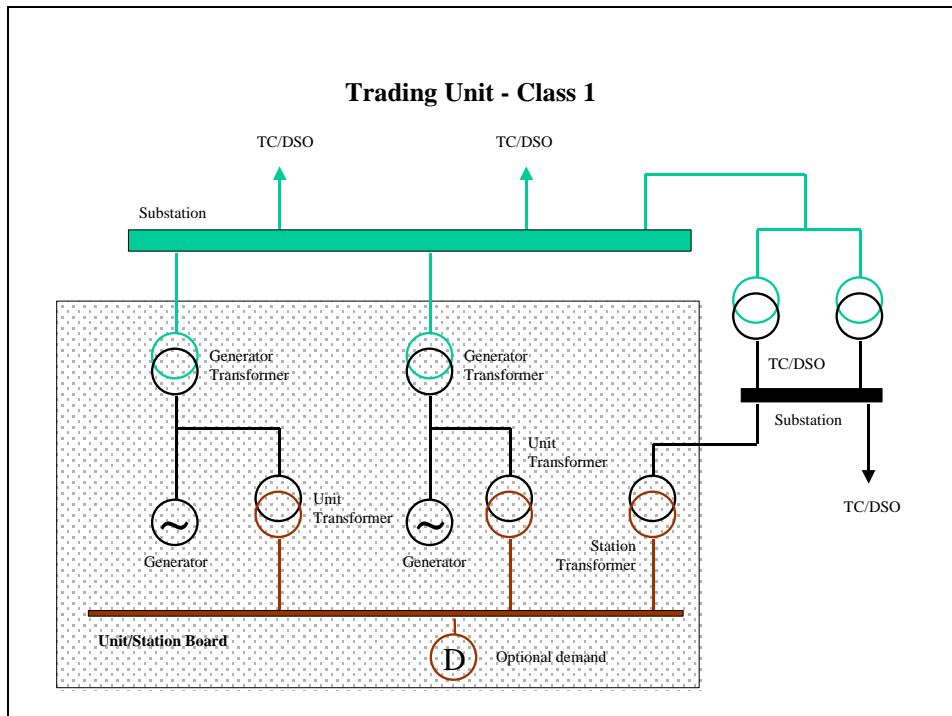 Trading Unit - Class 1
TC/DSO
TC/DSO
Substation
Generator
Transformer
Generator
Transformer
TC/DSO
Substation
Unit
Transformer
Unit
Transformer
TC/DSO
~
~
Generator
Generator
Station
Transformer
Unit/Station Board
D
Optional demand